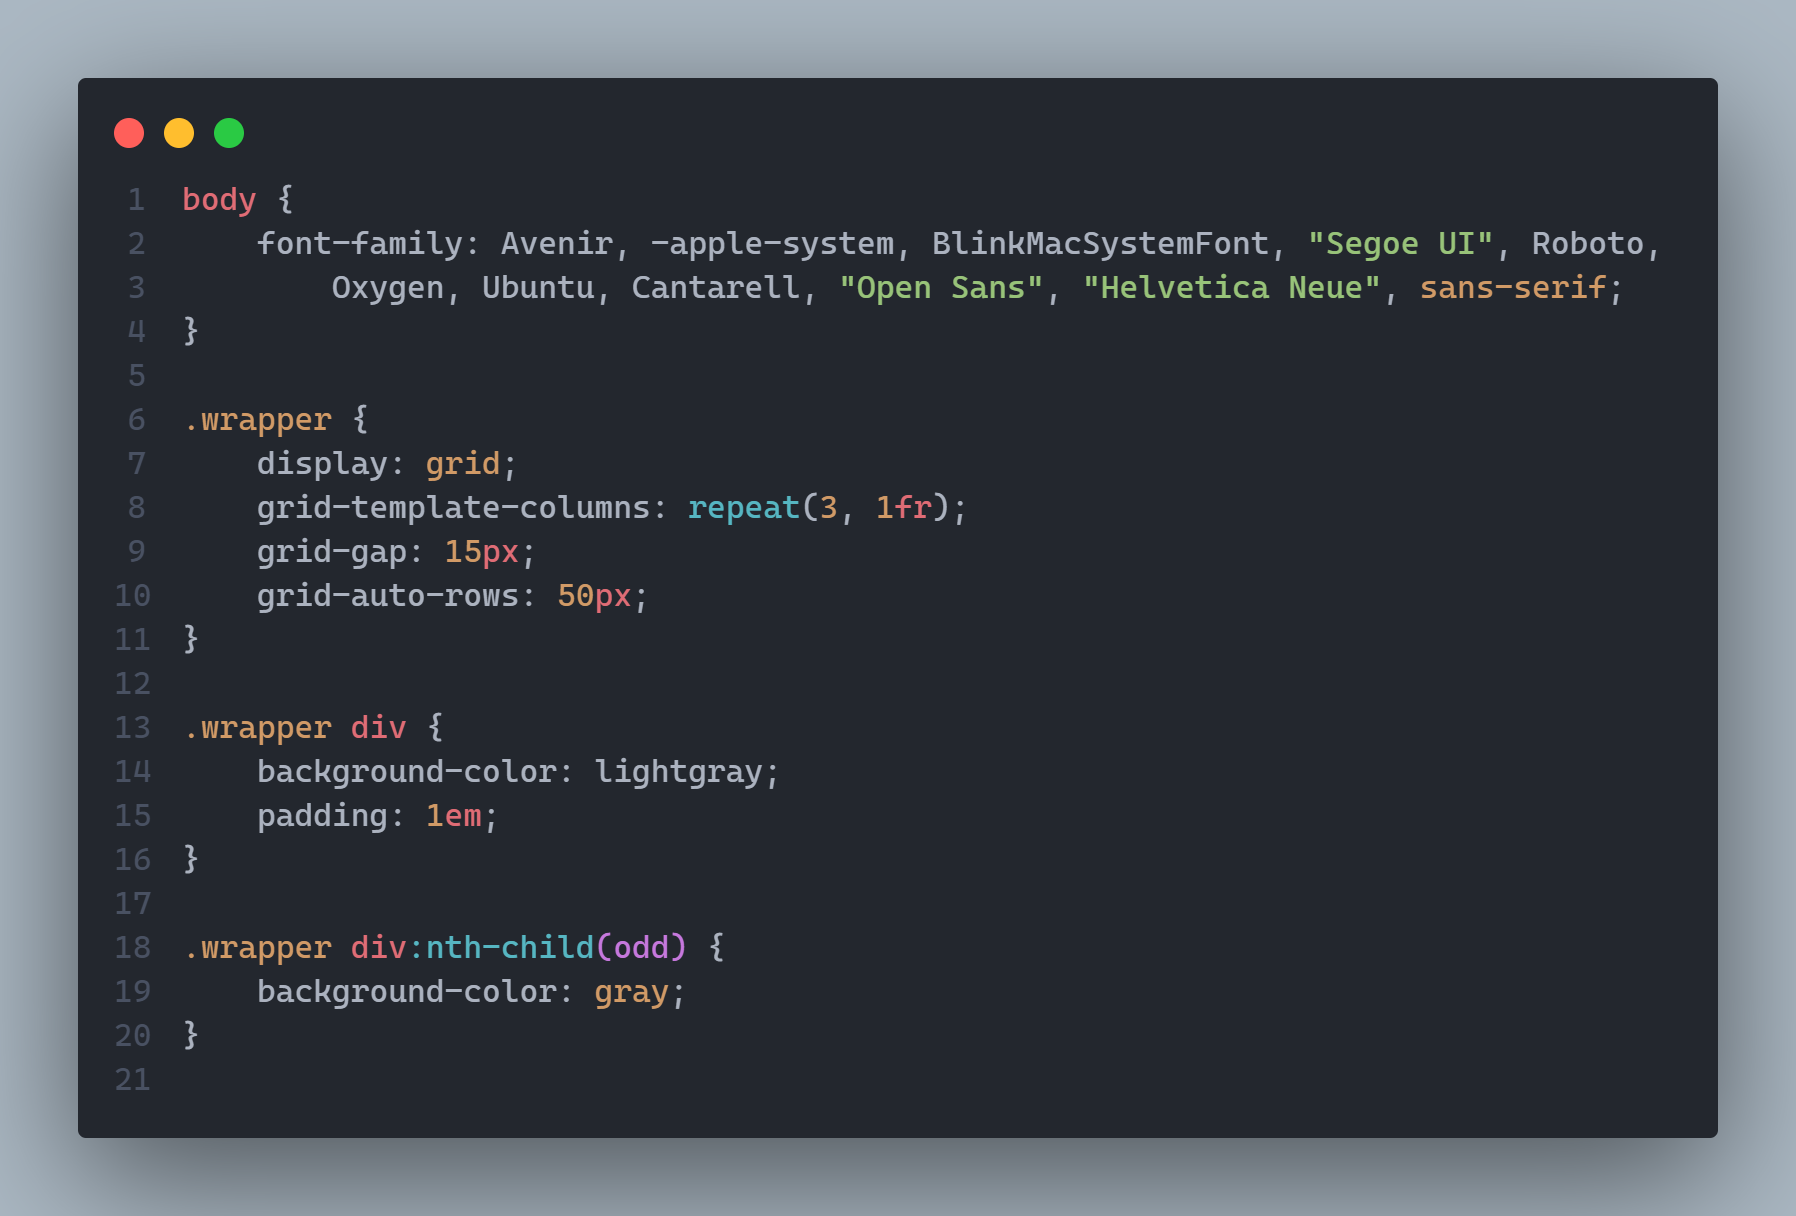 1 body {
2     font-family: Avenir, -apple-system, BlinkMacSystemFont, "Segoe UI", Roboto,
3         Oxygen, Ubuntu, Cantarell, "Open Sans", "Helvetica Neue", sans-serif;
4 }
5
6 .wrapper {
7     display: grid;
8     grid-template-columns: repeat(3, 1fr);
9     grid-gap: 15px;
10     grid-auto-rows: 50px;
11 }
12
13 .wrapper div {
14     background-color: lightgray;
15     padding: 1em;
16 }
17
18 .wrapper div:nth-child(odd) {
19     background-color: gray;
20 }
21